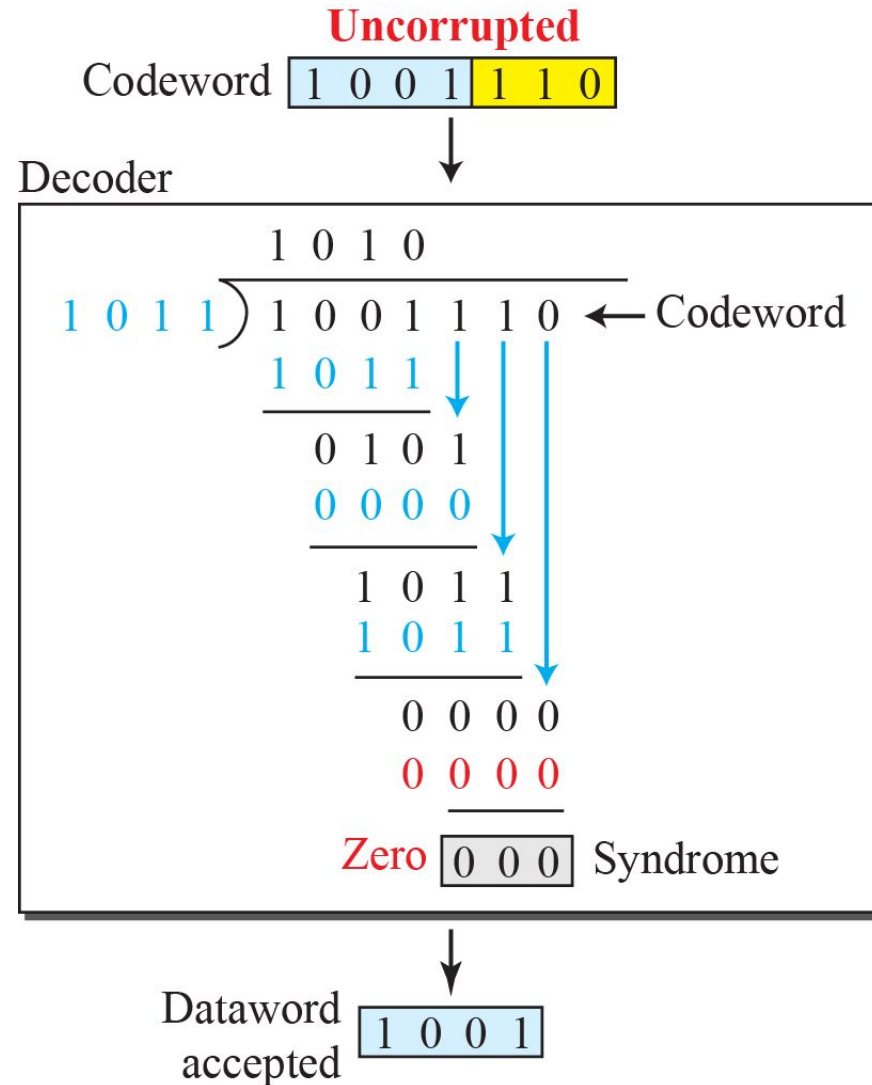 Uncorrupted
Codeword 1 0 0 1 1 1 0
Decoder
1 0 1 0
1 0 1 1 ) 1 0 0 1 1 1 0 Codeword
1 0 1 1
0 1 0 1
0 0 0 0
1 0 1 1
1 0 1 1
0 0 0 0
0 0 0 0
Zero 0 0 0 Syndrome
Dataword
accepted 1 0 0 1